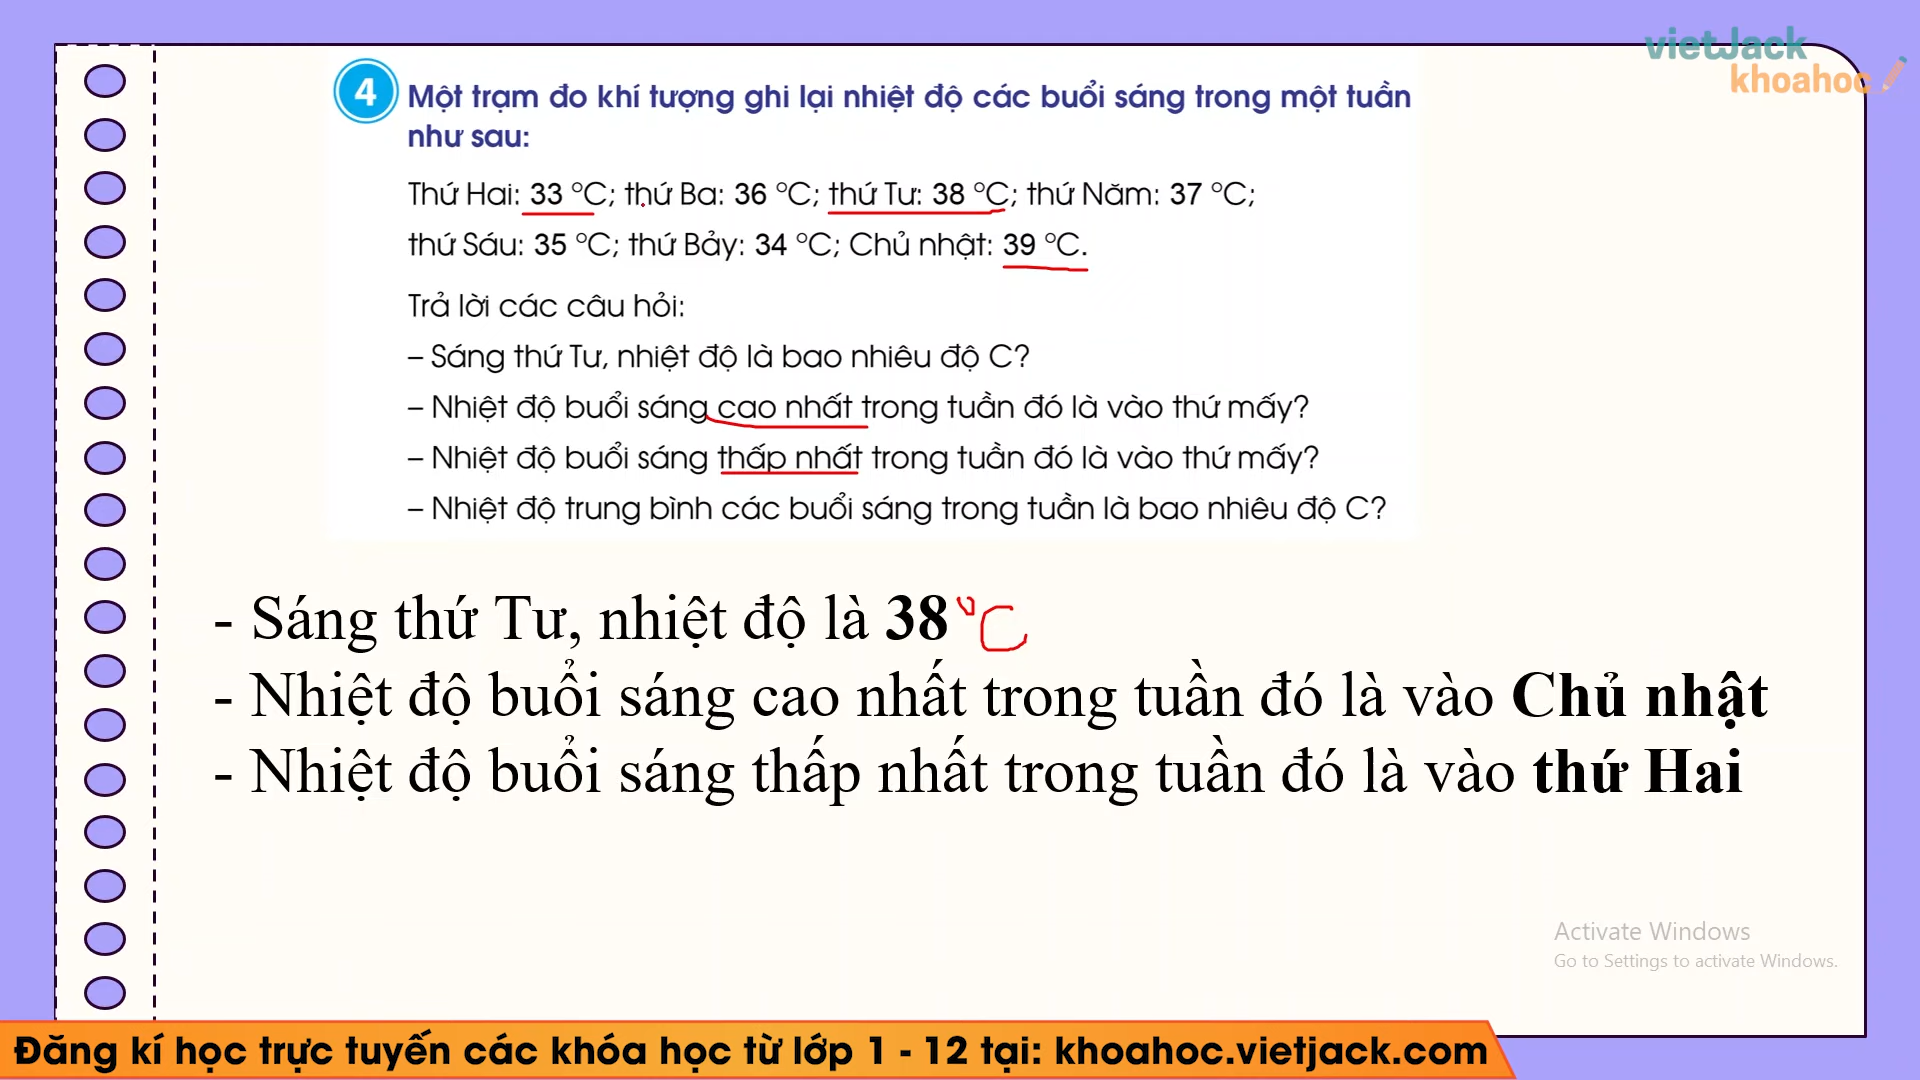 vietJack
khoahoc
4
Một trạm đo khí tượng ghi lại nhiệt độ các buổi sáng trong một tuần
như sau:
Thứ Hai: 33 °C; thứ Ba: 36 °C; thứ Tư: 38 °C; thứ Năm: 37 °C;
thứ Sáu: 35 °C; thứ Bảy: 34 °C; Chủ nhật: 39 °C.
Trả lời các câu hỏi:
– Sáng thứ Tư, nhiệt độ là bao nhiêu độ C?
– Nhiệt độ buổi sáng cao nhất trong tuần đó là vào thứ mấy?
– Nhiệt độ buổi sáng thấp nhất trong tuần đó là vào thứ mấy?
– Nhiệt độ trung bình các buổi sáng trong tuần là bao nhiêu độ C?
- Sáng thứ Tư, nhiệt độ là 38°C
- Nhiệt độ buổi sáng cao nhất trong tuần đó là vào Chủ nhật
- Nhiệt độ buổi sáng thấp nhất trong tuần đó là vào thứ Hai
Activate Windows
Go to Settings to activate Windows.
Đăng kí học trực tuyến các khóa học từ lớp 1 - 12 tại: khoahoc.vietjack.com